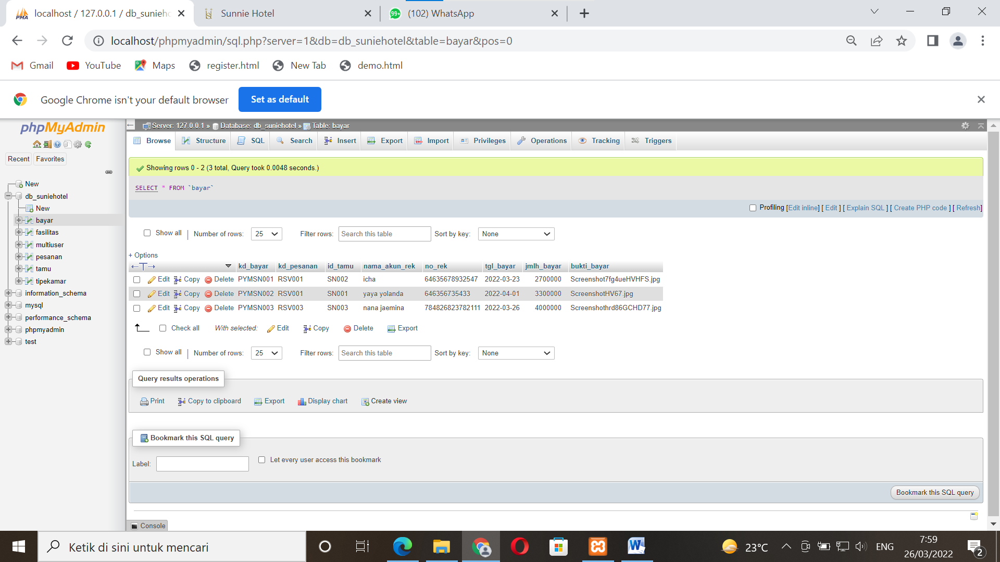 localhost / 127.0.0.1 / db_sunieh
Sunnie Hotel
99+ (102) WhatsApp
localhost/phpmyadmin/sql.php?server=1&db=db_suniehotel&table=bayar&pos=0
Gmail YouTube Maps register.html New Tab demo.html
Google Chrome isn't your default browser Set as default
phpMyAdmin
Recent Favorites
New
db_suniehotel
New
bayar
fasilitas
multiuser
pesanan
tamu
tipekamar
information_schema
mysql
performance_schema
phpmyadmin
test
Server: 127.0.0.1 » Database: db_suniehotel » Table: bayar
Browse Structure SQL Search Insert Export Import Privileges Operations Tracking Triggers
Showing rows 0 - 2 (3 total, Query took 0.0048 seconds.)
SELECT * FROM `bayar`
Profiling [Edit inline] [ Edit ] [ Explain SQL ] [ Create PHP code ] [ Refresh]
Show all | Number of rows: 25 Filter rows: Search this table Sort by key: None
+ Options
←T→ kd_bayar kd_pesanan id_tamu nama_akun_rek no_rek tgl_bayar jmlh_bayar bukti_bayar
Edit Copy Delete PYMSN001 RSV001 SN002 icha 64635678932547 2022-03-23 2700000 Screenshot7fg4ueHVHFS.jpg
Edit Copy Delete PYMSN002 RSV001 SN001 yaya yolanda 646356735433 2022-04-01 3300000 ScreenshotHV67.jpg
Edit Copy Delete PYMSN003 RSV003 SN003 nana jaemina 784826823782111 2022-03-26 4000000 Screenshothrd86GCHD77.jpg
Check all With selected: Edit Copy Delete Export
Show all | Number of rows: 25 Filter rows: Search this table Sort by key: None
Query results operations
Print Copy to clipboard Export Display chart Create view
Bookmark this SQL query
Label: Let every user access this bookmark
Bookmark this SQL query
Console
Ketik di sini untuk mencari
23°C ENG 7:59
26/03/2022
2